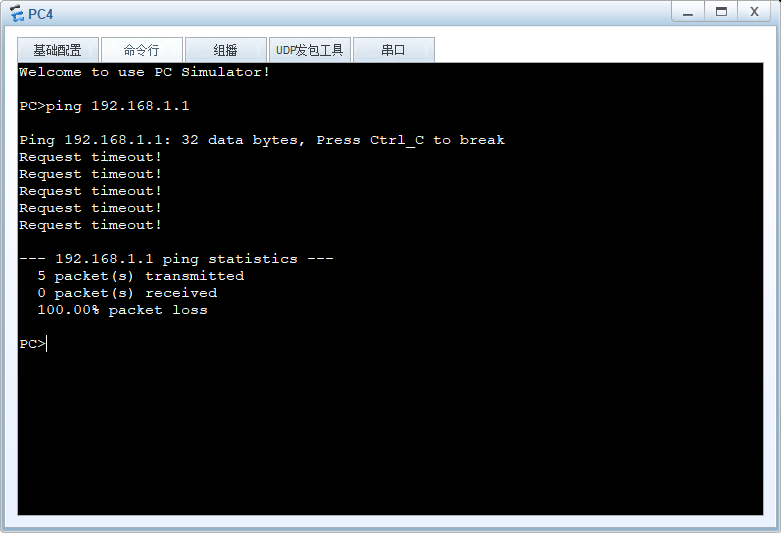 PC4
基础配置 命令行 组播 UDP发包工具 串口
Welcome to use PC Simulator!
PC>ping 192.168.1.1
Ping 192.168.1.1: 32 data bytes, Press Ctrl_C to break
Request timeout!
Request timeout!
Request timeout!
Request timeout!
Request timeout!
--- 192.168.1.1 ping statistics ---
5 packet(s) transmitted
0 packet(s) received
100.00% packet loss
PC>